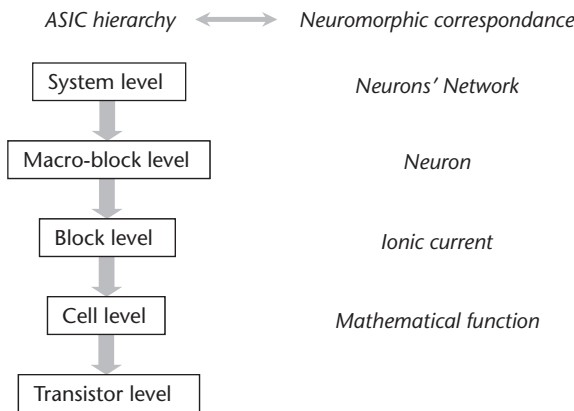 ASIC hierarchy Neuromorphic correspondance
System level Neurons' Network
Macro-block level Neuron
Block level Ionic current
Cell level Mathematical function
Transistor level